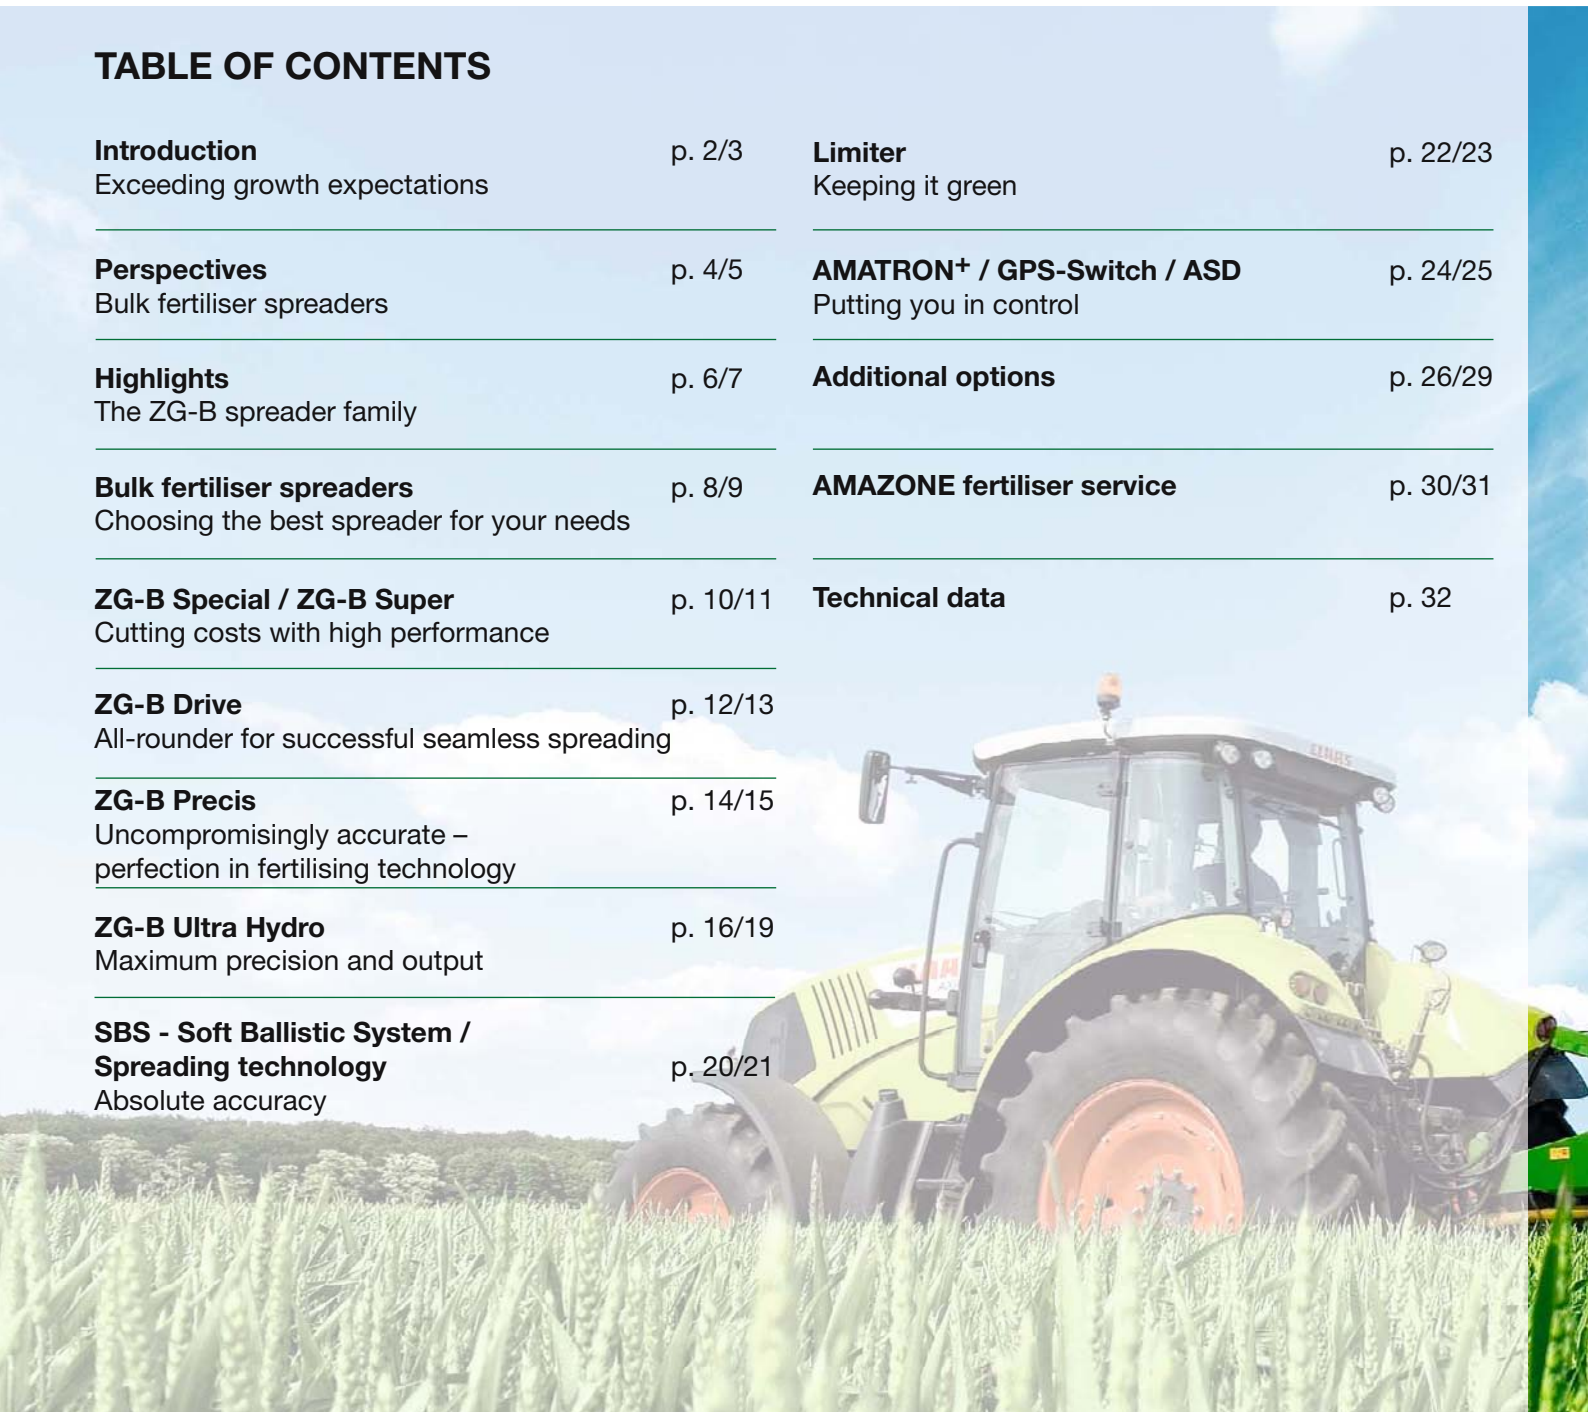 TABLE OF CONTENTS
Introduction p. 2/3
Exceeding growth expectations
Perspectives p. 4/5
Bulk fertiliser spreaders
Highlights p. 6/7
The ZG-B spreader family
Bulk fertiliser spreaders p. 8/9
Choosing the best spreader for your needs
ZG-B Special / ZG-B Super p. 10/11
Cutting costs with high performance
ZG-B Drive p. 12/13
All-rounder for successful seamless spreading
ZG-B Precis p. 14/15
Uncompromisingly accurate –
perfection in fertilising technology
ZG-B Ultra Hydro p. 16/19
Maximum precision and output
SBS - Soft Ballistic System /
Spreading technology p. 20/21
Absolute accuracy
Limiter p. 22/23
Keeping it green
AMATRON+ / GPS-Switch / ASD p. 24/25
Putting you in control
Additional options p. 26/29
AMAZONE fertiliser service p. 30/31
Technical data p. 32
CLAAS